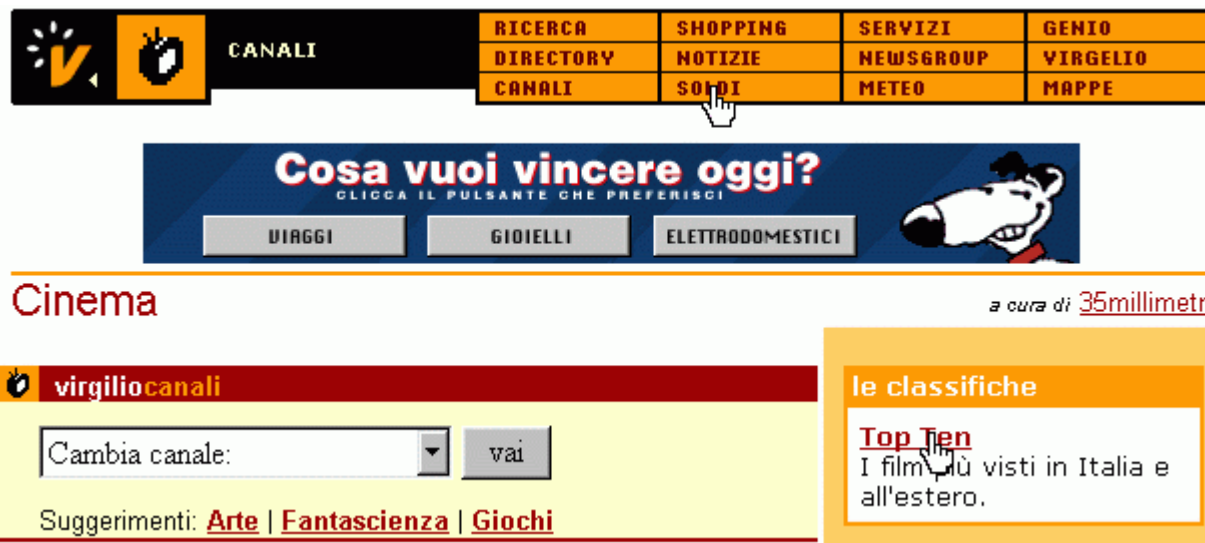 CANALI
RICERCA SHOPPING SERVIZI GENIO
DIRECTORY NOTIZIE NEWSGROUP VIRGELIO
CANALI SOLDI METEO MAPPE
Cosa vuoi vincere oggi?
CLICCA IL PULSANTE CHE PREFERISCI
VIAGGI GIOIELLI ELETTRODOMESTICI
Cinema
a cura di 35millimetr
virgiliocanali
Cambia canale: vai
Suggerimenti: Arte | Fantascienza | Giochi
le classifiche
Top Ten
I film più visti in Italia e
all'estero.